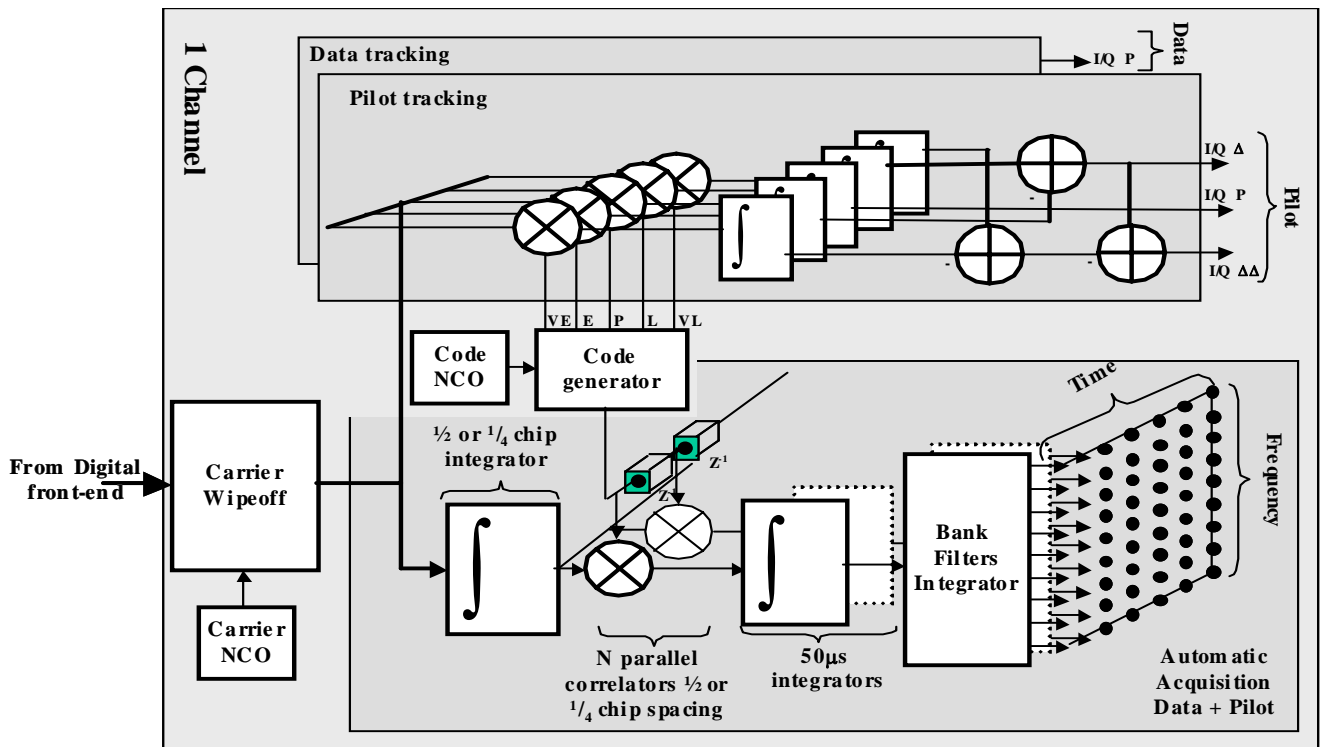 1 Channel
Data tracking
I/Q P
Data
Pilot tracking
I/Q Δ
I/Q P
I/Q ΔΔ
Pilot
-
-
-
VE E P L VL
Code
NCO
Code
generator
From Digital
front-end
Carrier
Wipeoff
Carrier
NCO
½ or ¼ chip
integrator
Z-1
Z-1
N parallel
correlators ½ or
¼ chip spacing
50µs
integrators
Bank
Filters
Integrator
Time
Frequency
Automatic
Acquisition
Data + Pilot